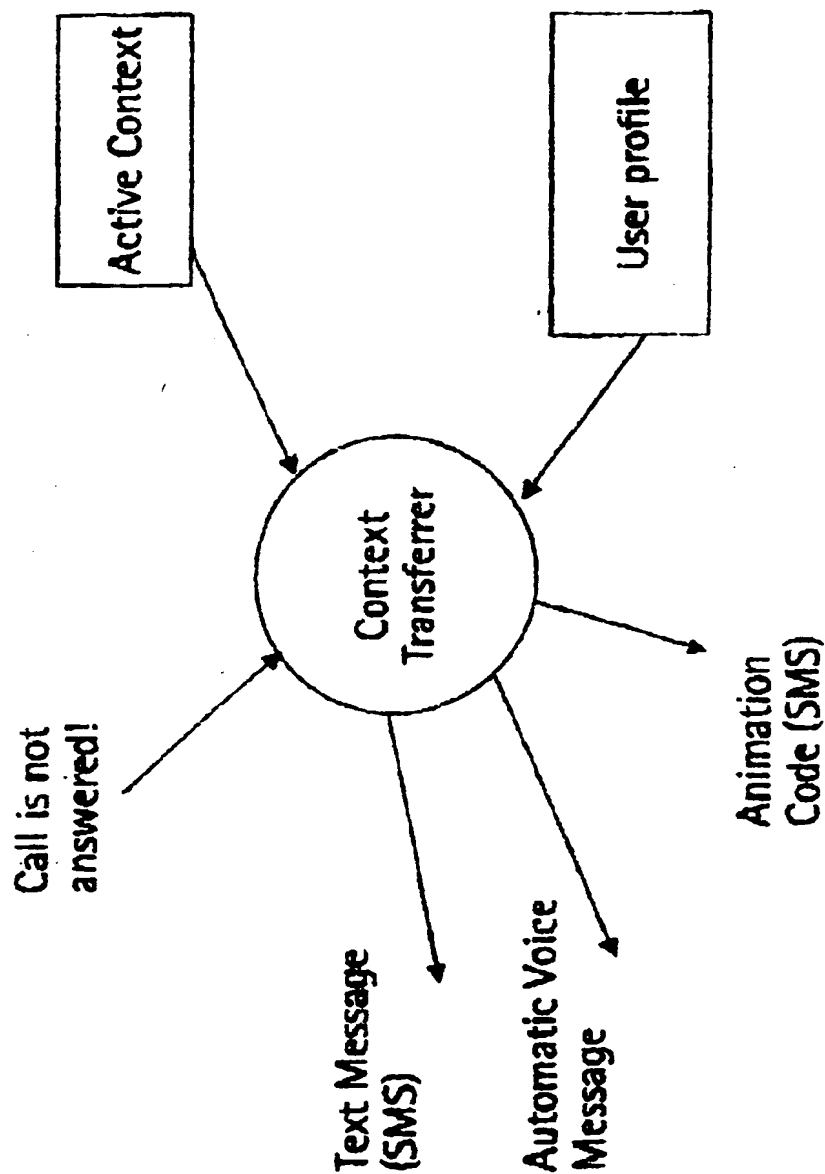 Call is not
answered!
Active Context
Context
Transferrer
User profile
Text Message
(SMS)
Automatic Voice
Message
Animation
Code (SMS)